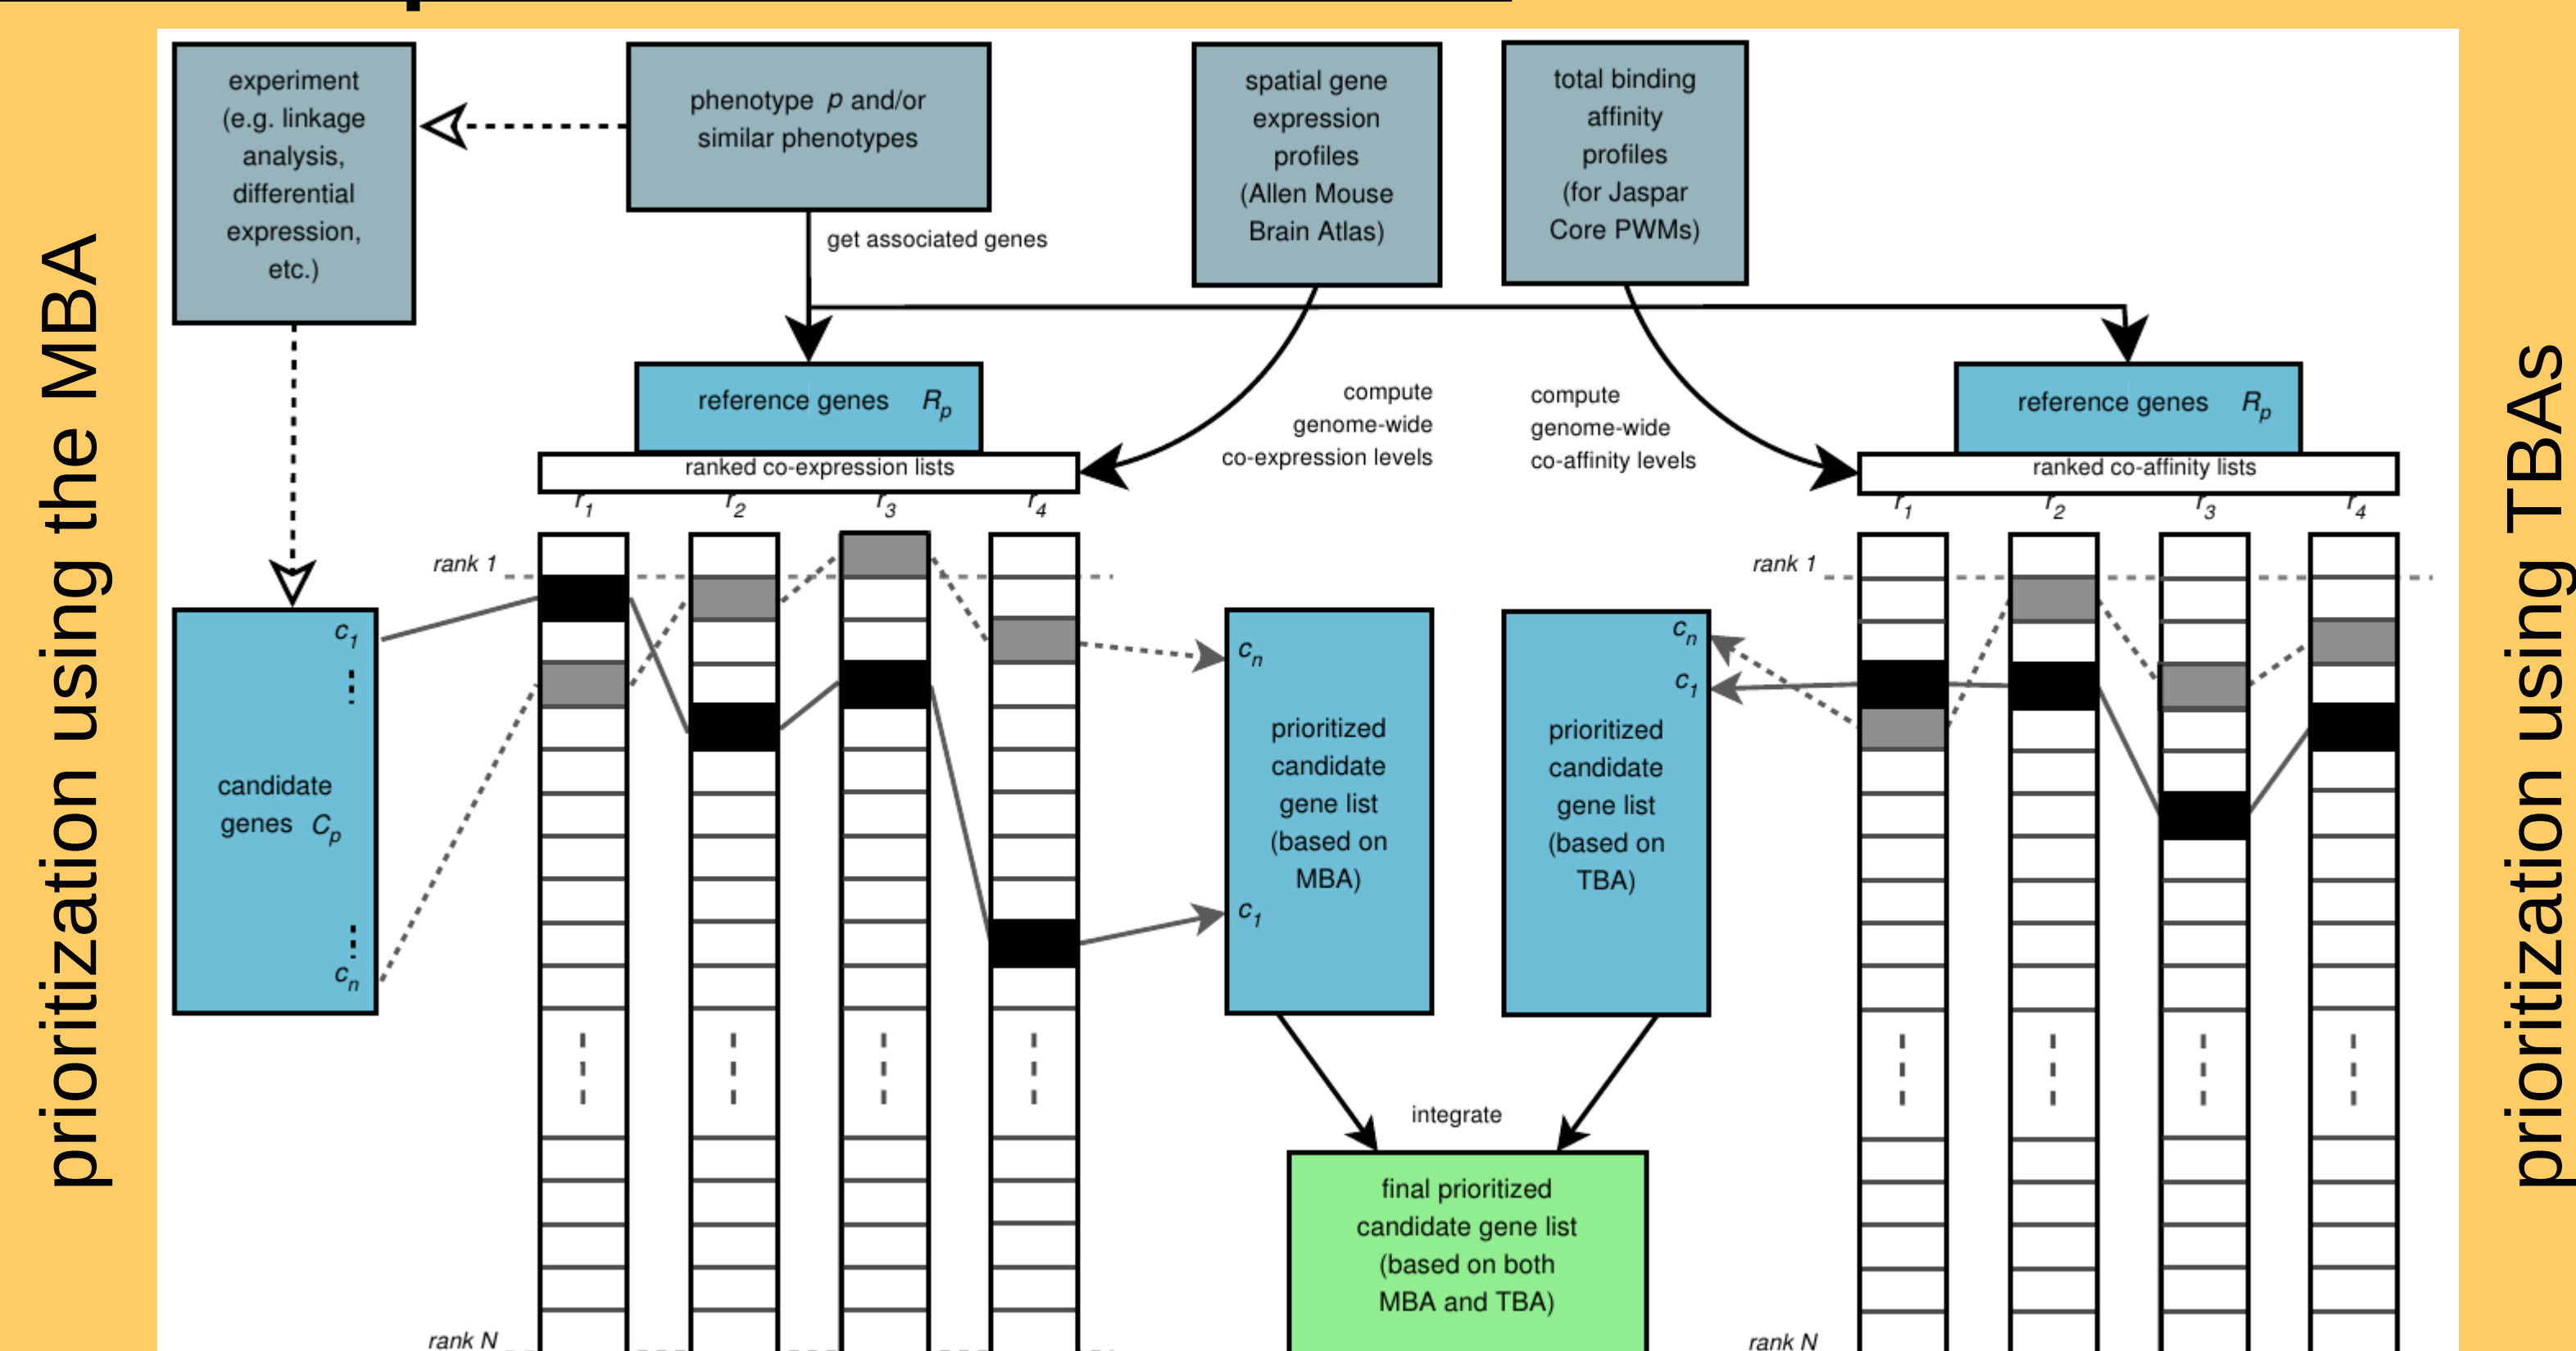 prioritization using the MBA
experiment
(e.g. linkage
analysis,
differential
expression,
etc.)
phenotype p and/or
similar phenotypes
spatial gene
expression
profiles
(Allen Mouse
Brain Atlas)
total binding
affinity
profiles
(for Jaspar
Core PWMs)
get associated genes
reference genes Rp
compute
genome-wide
co-expression levels
compute
genome-wide
co-affinity levels
reference genes Rp
ranked co-expression lists
r1 r2 r3 r4
ranked co-affinity lists
r1 r2 r3 r4
rank 1
rank 1
c1
candidate
genes Cp
cn
cn
prioritized
candidate
gene list
(based on
MBA)
c1
cn
c1
prioritized
candidate
gene list
(based on
TBA)
integrate
final prioritized
candidate gene list
(based on both
MBA and TBA)
rank N
rank N
prioritization using TBAs